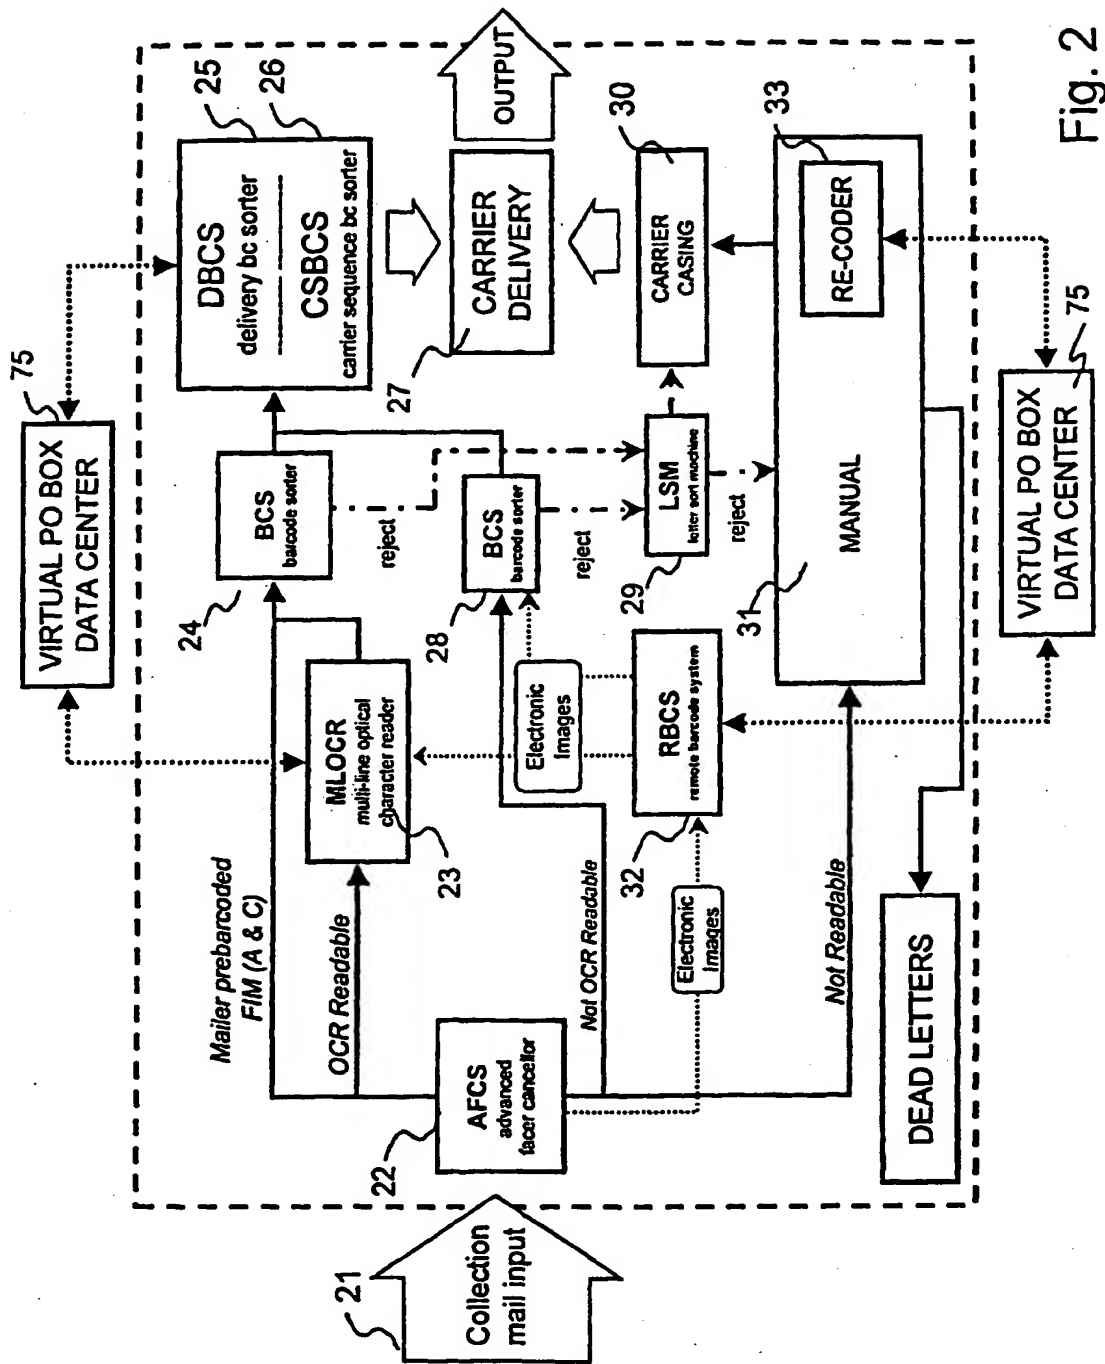 VIRTUAL PO BOX
DATA CENTER
75
Mailer prebarcoded
FIM (A & C)
24
BCS
barcode sorter
reject
DBCS
delivery bc sorter
CSBCS
carrier sequence bc sorter
25
26
OCR Readable
MLOCR
multi-line optical
character reader
23
28
BCS
barcode sorter
reject
27
CARRIER
DELIVERY
OUTPUT
21
Collection
mail input
22
AFCS
advanced
facer cancellor
Not OCR Readable
Electronic
Images
Electronic
Images
32
RBCS
remote barcode system
29
LSM
letter sort machine
reject
30
CARRIER
CASING
Not Readable
31
MANUAL
33
RE-CODER
DEAD LETTERS
VIRTUAL PO BOX
DATA CENTER
75
Fig. 2